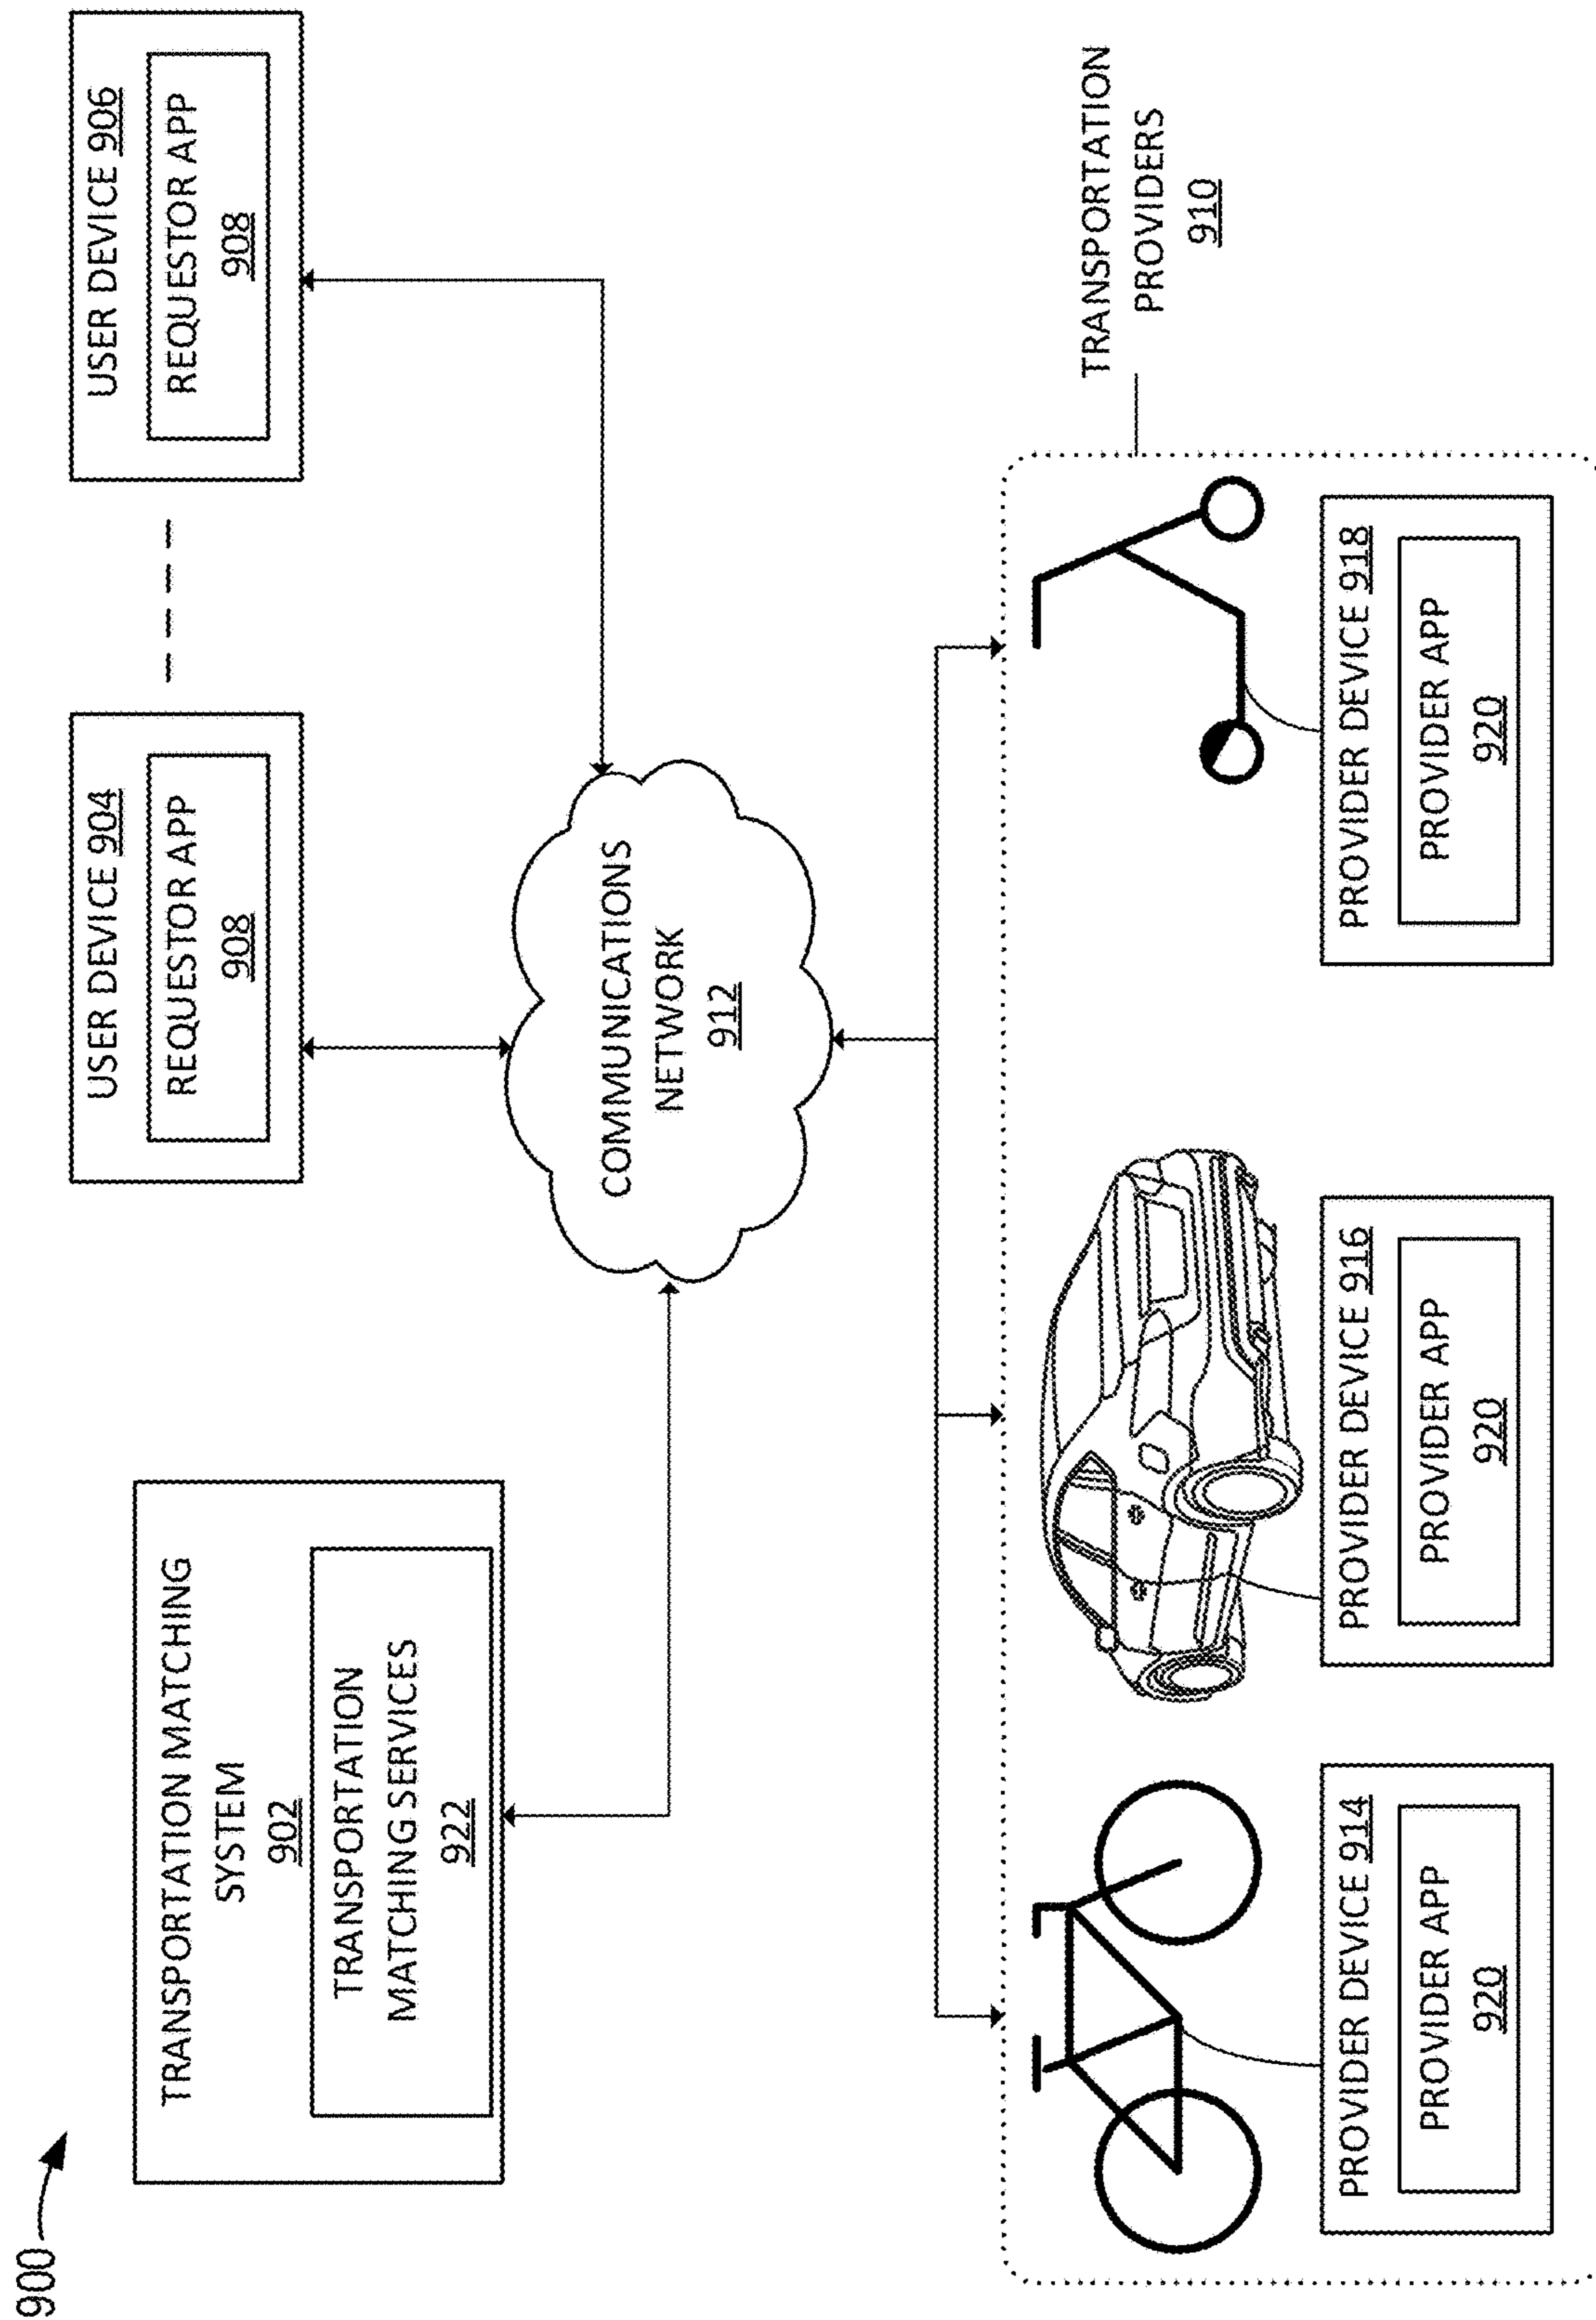 900
TRANSPORTATION MATCHING
SYSTEM
902
TRANSPORTATION
MATCHING SERVICES
922
USER DEVICE 904
REQUESTOR APP
908
USER DEVICE 906
REQUESTOR APP
908
COMMUNICATIONS
NETWORK
912
TRANSPORTATION
PROVIDERS
910
PROVIDER DEVICE 914
PROVIDER APP
920
PROVIDER DEVICE 916
PROVIDER APP
920
PROVIDER DEVICE 918
PROVIDER APP
920